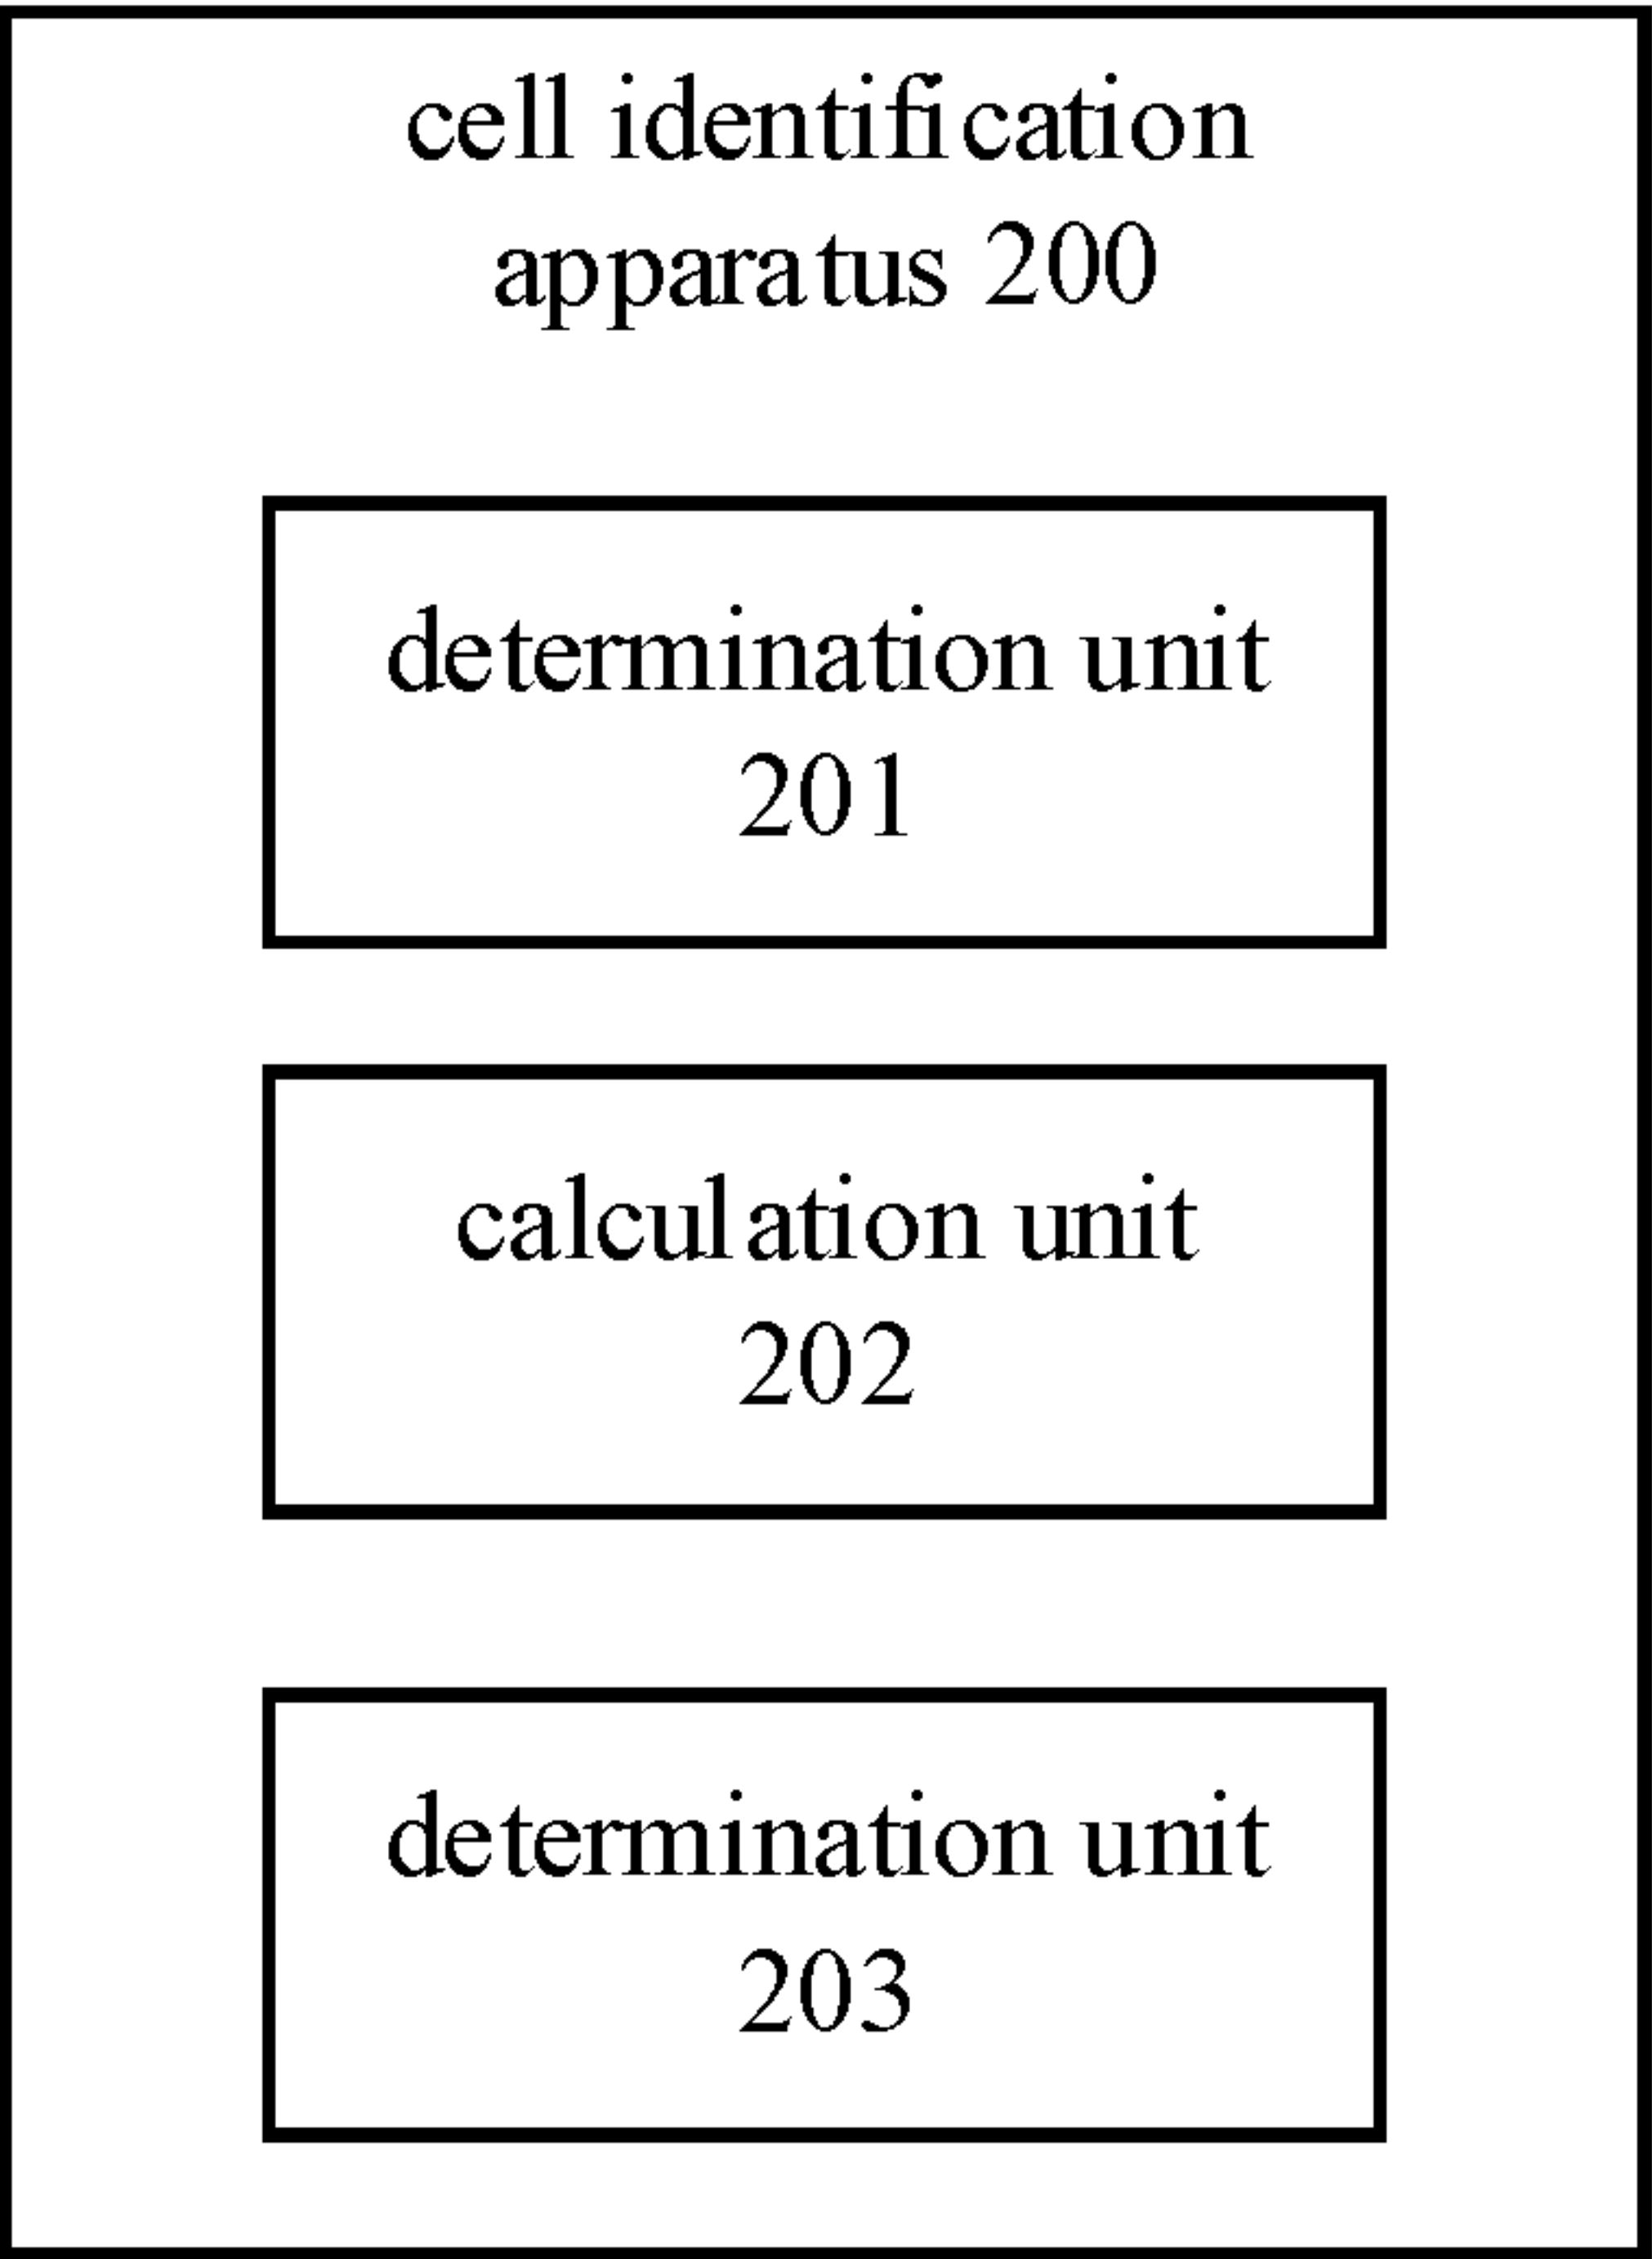 cell identification
apparatus 200
determination unit
201
calculation unit
202
determination unit
203